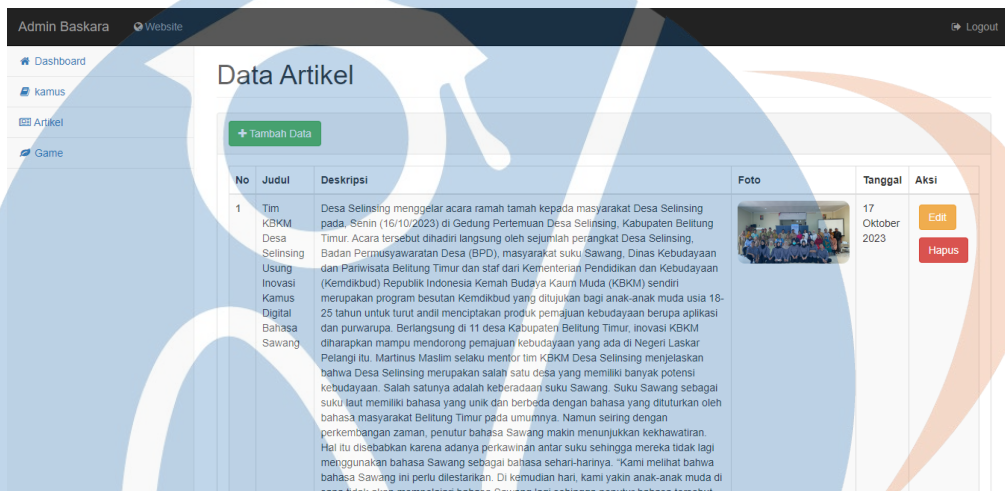 Admin Baskara Website Logout
Dashboard
kamus
Artikel
Game
Data Artikel
Tambah Data
No Judul Deskripsi Foto Tanggal Aksi
1
Tim
KBKM
Desa
Selinsing
Usung
Inovasi
Kamus
Digital
Bahasa
Sawang
Desa Selinsing menggelar acara ramah tamah kepada masyarakat Desa Selinsing
pada, Senin (16/10/2023) di Gedung Pertemuan Desa Selinsing, Kabupaten Belitung
Timur. Acara tersebut dihadiri langsung oleh sejumlah perangkat Desa Selinsing,
Badan Permusyawaratan Desa (BPD), masyarakat suku Sawang, Dinas Kebudayaan
dan Pariwisata Belitung Timur dan staf dari Kementerian Pendidikan dan Kebudayaan
(Kemdikbud) Republik Indonesia Kemah Budaya Kaum Muda (KBKM) sendiri
merupakan program besutan Kemdikbud yang ditujukan bagi anak-anak muda usia 18-
25 tahun untuk turut andil menciptakan produk pemajuan kebudayaan berupa aplikasi
dan purwarupa. Berlangsung di 11 desa Kabupaten Belitung Timur, inovasi KBKM
diharapkan mampu mendorong pemajuan kebudayaan yang ada di Negeri Laskar
Pelangi itu. Martinus Maslim selaku mentor tim KBKM Desa Selinsing menjelaskan
bahwa Desa Selinsing merupakan salah satu desa yang memiliki banyak potensi
kebudayaan. Salah satunya adalah keberadaan suku Sawang. Suku Sawang sebagai
suku laut memiliki bahasa yang unik dan berbeda dengan bahasa yang dituturkan oleh
bahasa masyarakat Belitung Timur pada umumnya. Namun seiring dengan
perkembangan zaman, penutur bahasa Sawang makin menunjukkan kekhawatiran.
Hal itu disebabkan karena adanya perkawinan antar suku sehingga mereka tidak lagi
menggunakan bahasa Sawang sebagai bahasa sehari-harinya. “Kami melihat bahwa
bahasa Sawang ini perlu dilestarikan. Di kemudian hari, kami yakin anak-anak muda di
17
Oktober
2023
Edit
Hapus